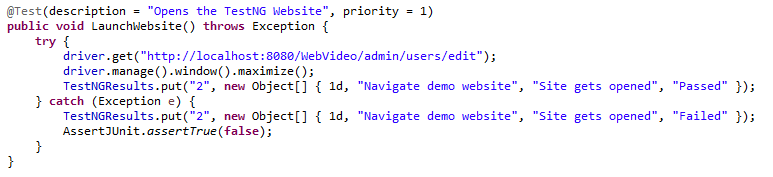 @Test(description = "Opens the TestNG Website", priority = 1)
public void LaunchWebsite() throws Exception {
    try {
        driver.get("http://localhost:8080/WebVideo/admin/users/edit");
        driver.manage().window().maximize();
        TestNGResults.put("2", new Object[] { 1d, "Navigate demo website", "Site gets opened", "Passed" });
    } catch (Exception e) {
        TestNGResults.put("2", new Object[] { 1d, "Navigate demo website", "Site gets opened", "Failed" });
        AssertJUnit.assertTrue(false);
    }
}